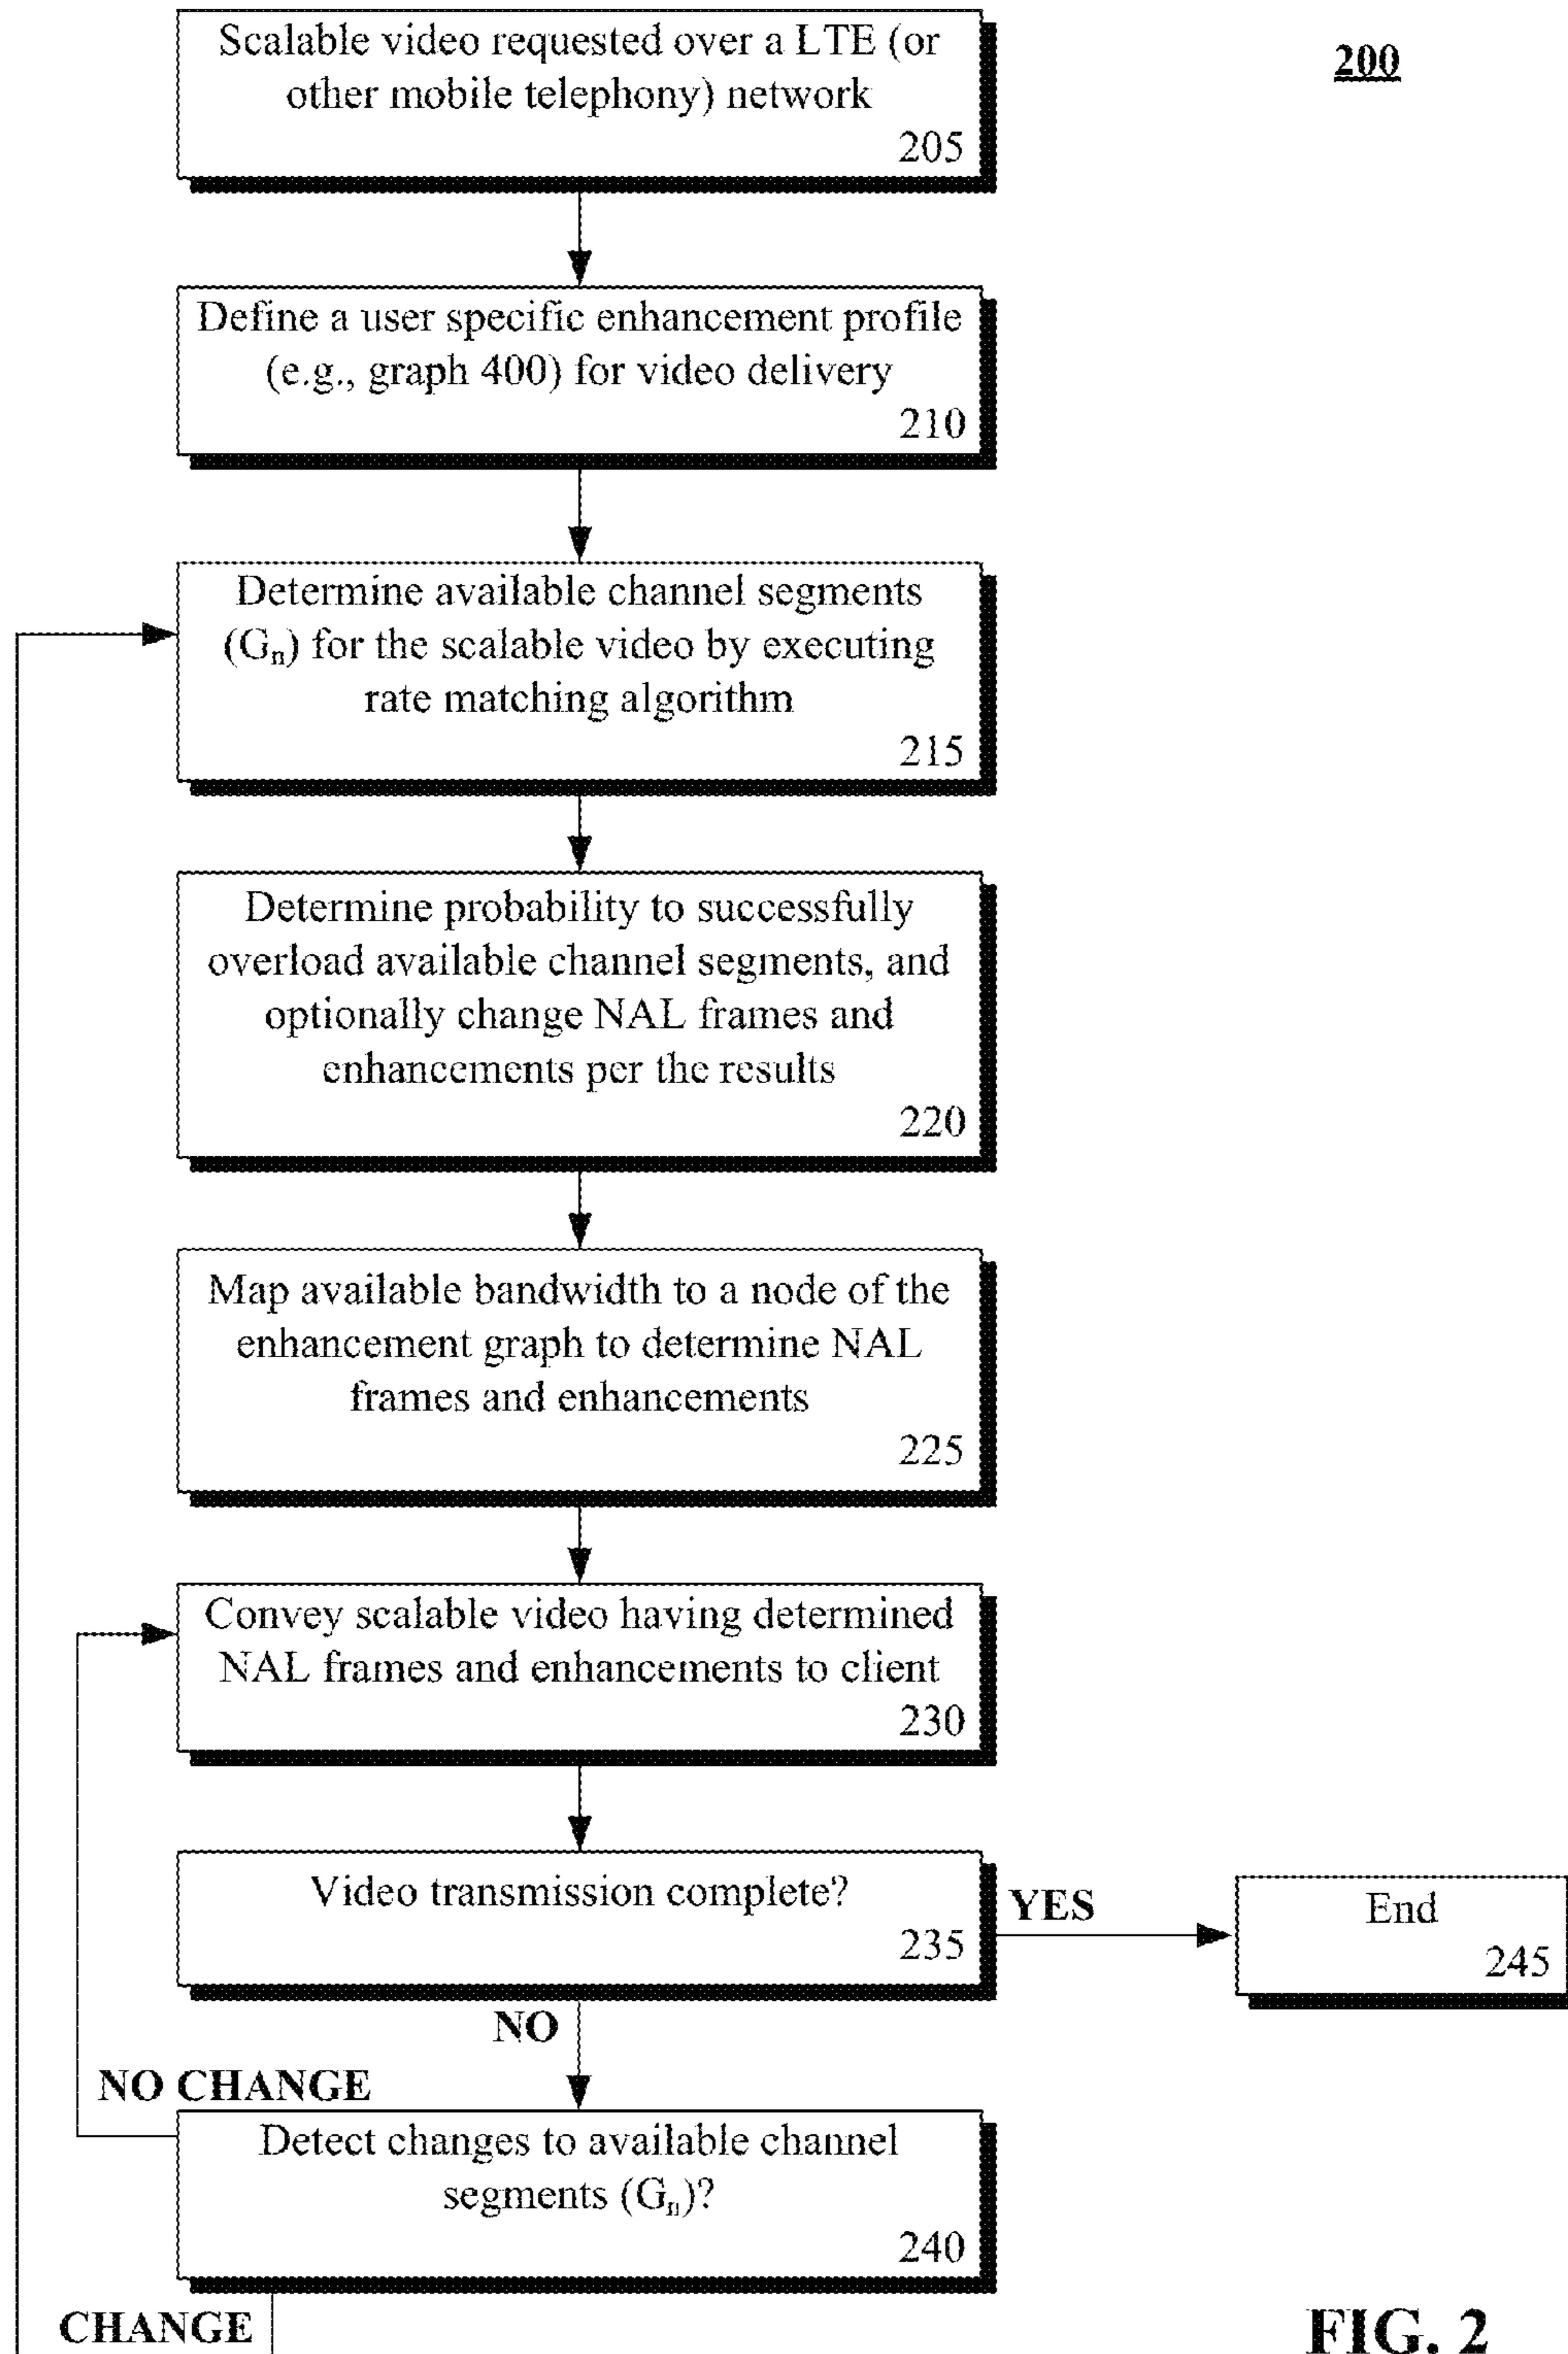 200
Scalable video requested over a LTE (or
other mobile telephony) network
205
Define a user specific enhancement profile
(e.g., graph 400) for video delivery
210
Determine available channel segments
(Gn) for the scalable video by executing
rate matching algorithm
215
Determine probability to successfully
overload available channel segments, and
optionally change NAL frames and
enhancements per the results
220
Map available bandwidth to a node of the
enhancement graph to determine NAL
frames and enhancements
225
Convey scalable video having determined
NAL frames and enhancements to client
230
Video transmission complete?
235
YES
End
245
NO
NO CHANGE
Detect changes to available channel
segments (Gn)?
240
CHANGE
FIG. 2